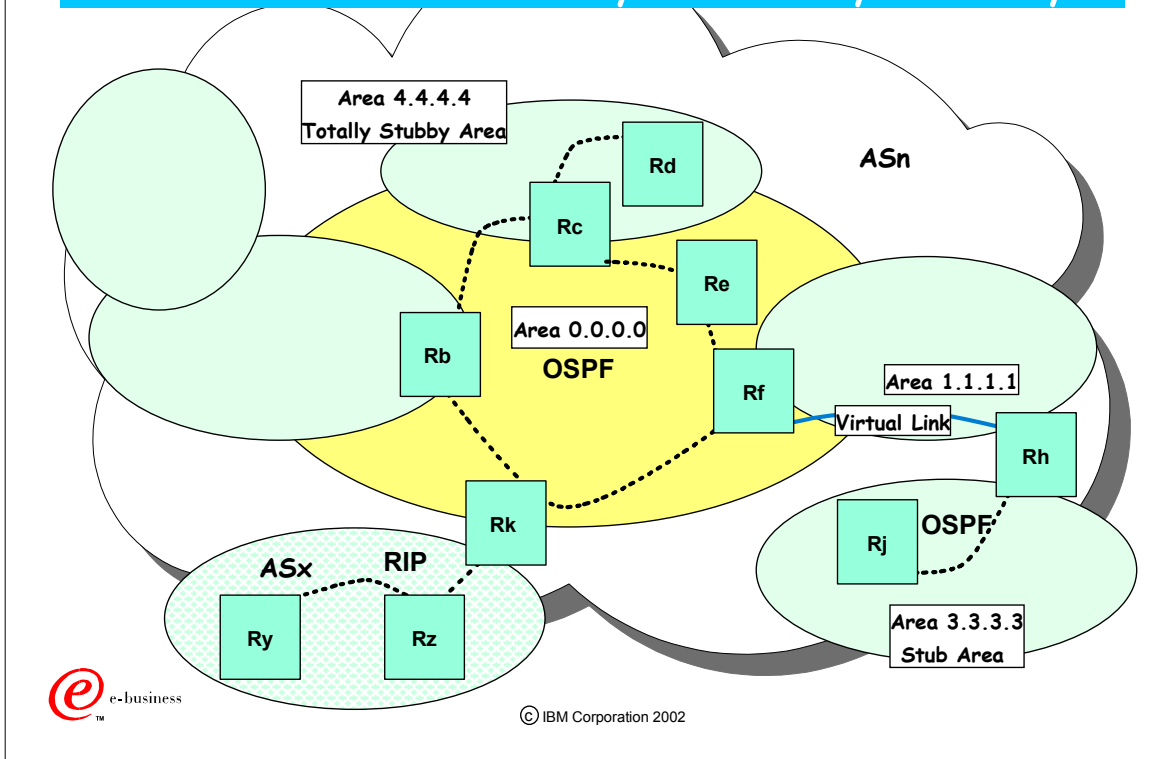 Area 4.4.4.4
Totally Stubby Area
Rd
ASn
Rc
Re
Area 0.0.0.0
OSPF
Rb
Rf
Area 1.1.1.1
Virtual Link
Rh
Rk
Rj
OSPF
ASx
RIP
Ry
Rz
Area 3.3.3.3
Stub Area
e e-business
TM
© IBM Corporation 2002